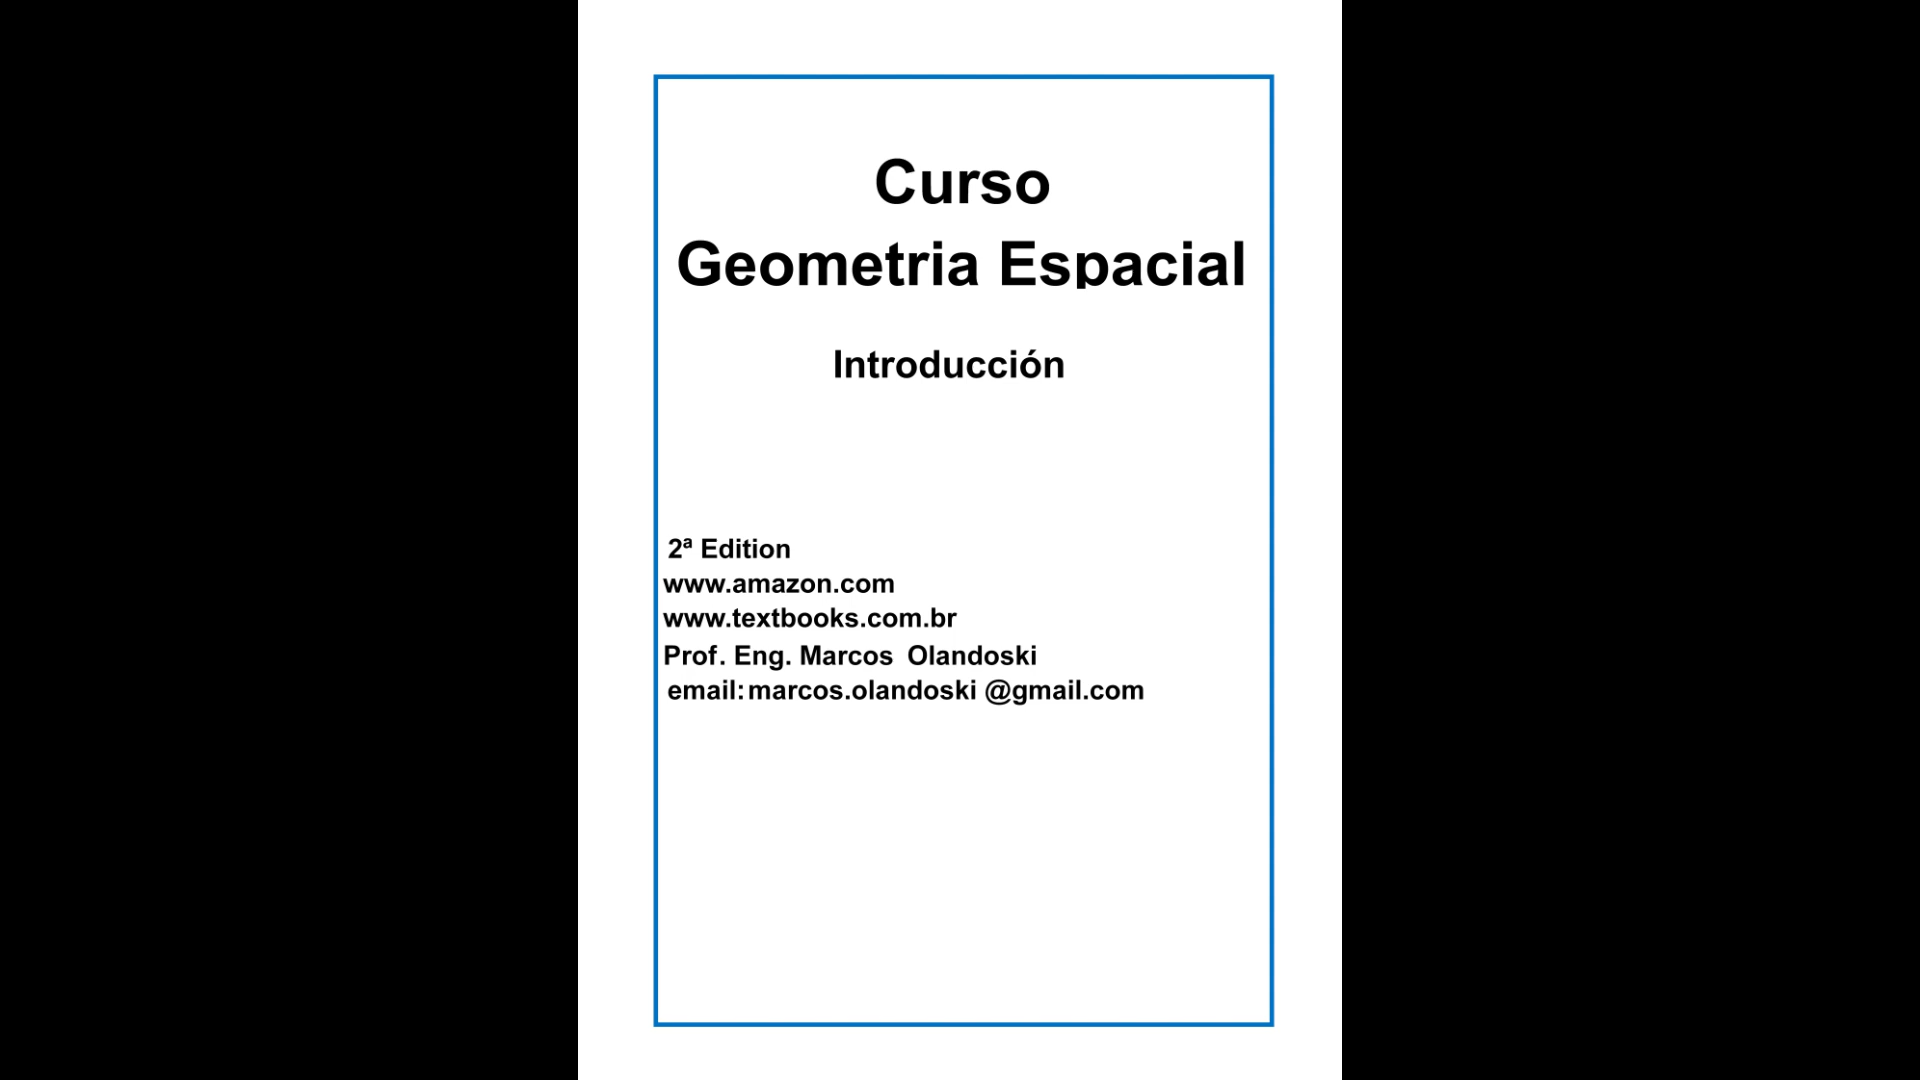 Curso
Geometria Espacial
Introducción
2ª Edition
www.amazon.com
www.textbooks.com.br
Prof. Eng. Marcos Olandoski
email: marcos.olandoski @gmail.com